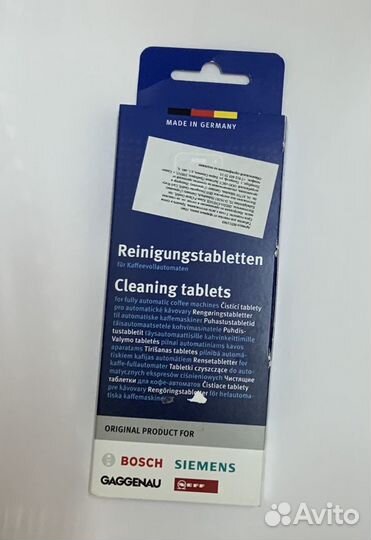 MADE IN GERMANY
Reinigungstabletten
für Kaffeevollautomaten
Cleaning tablets
for fully automatic coffee machines Čistící tablety
pro automatické kávovary Rengøringstabletter
til automatiske kaffemaskiner Puhastustabletid
täisautomaatsetele kohvimasinatele Puhdis-
tustabletit täysautomaattisille kahvinkeittimille
Valymo tabletės pilnai automatiniams kavos
aparatams Tīrīšanas tabletes pilnībā automā-
tiskiem kafijas automātiem Rensetabletter for
kaffe-fullautomater Tabletki czyszczące do auto-
matycznych ekspresów ciśnieniowych Чистящие
таблетки для кофе-автоматов Čistiace tablety
pre kávovary Rengöringstabletter för helautoma-
tiska kaffemaskiner
ORIGINAL PRODUCT FOR
BOSCH SIEMENS
GAGGENAU NEFF
Avito